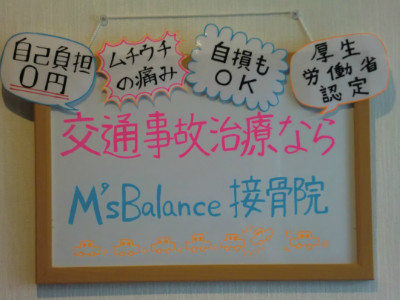 自己負担
0円
ムチウチ
の痛み
自損も
OK
厚生
労働省
認定
交通事故治療なら
M'sBalance 接骨院